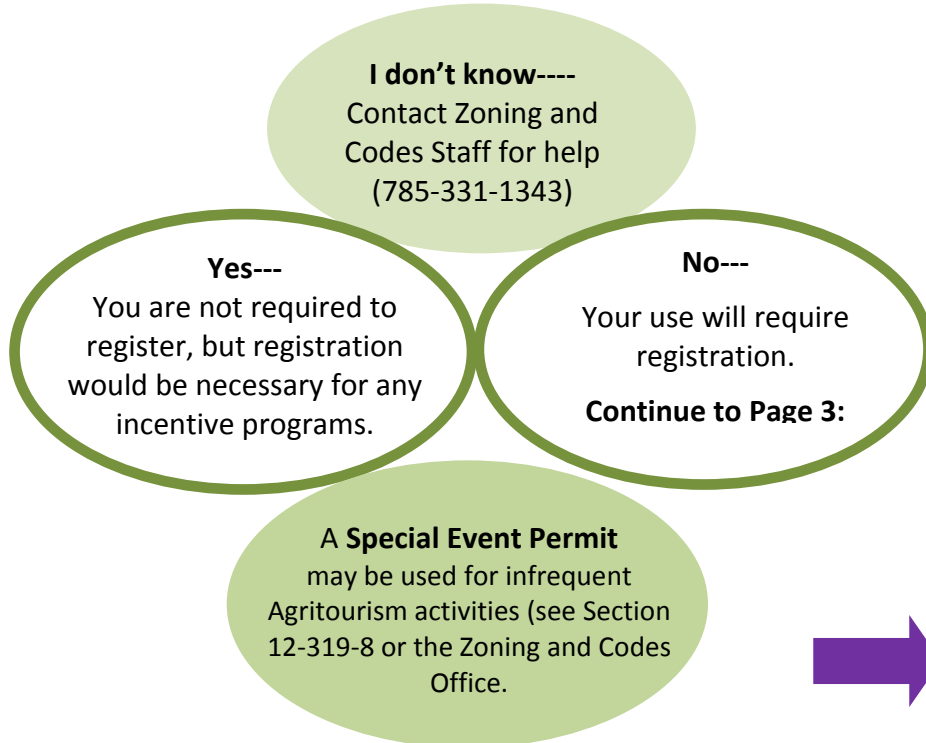 I don't know----
Contact Zoning and
Codes Staff for help
(785-331-1343)
Yes---
You are not required to
register, but registration
would be necessary for any
incentive programs.
No---
Your use will require
registration.
Continue to Page 3:
A Special Event Permit
may be used for infrequent
Agritourism activities (see Section
12-319-8 or the Zoning and Codes
Office.